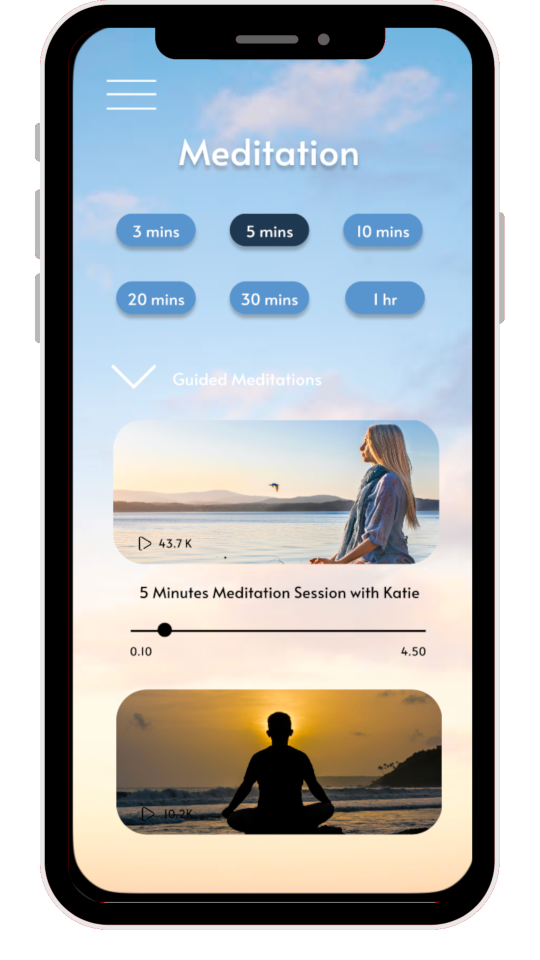 Meditation
3 mins 5 mins 10 mins
20 mins 30 mins 1 hr
Guided Meditations
43.7 K
5 Minutes Meditation Session with Katie
0.10 4.50
10.2K